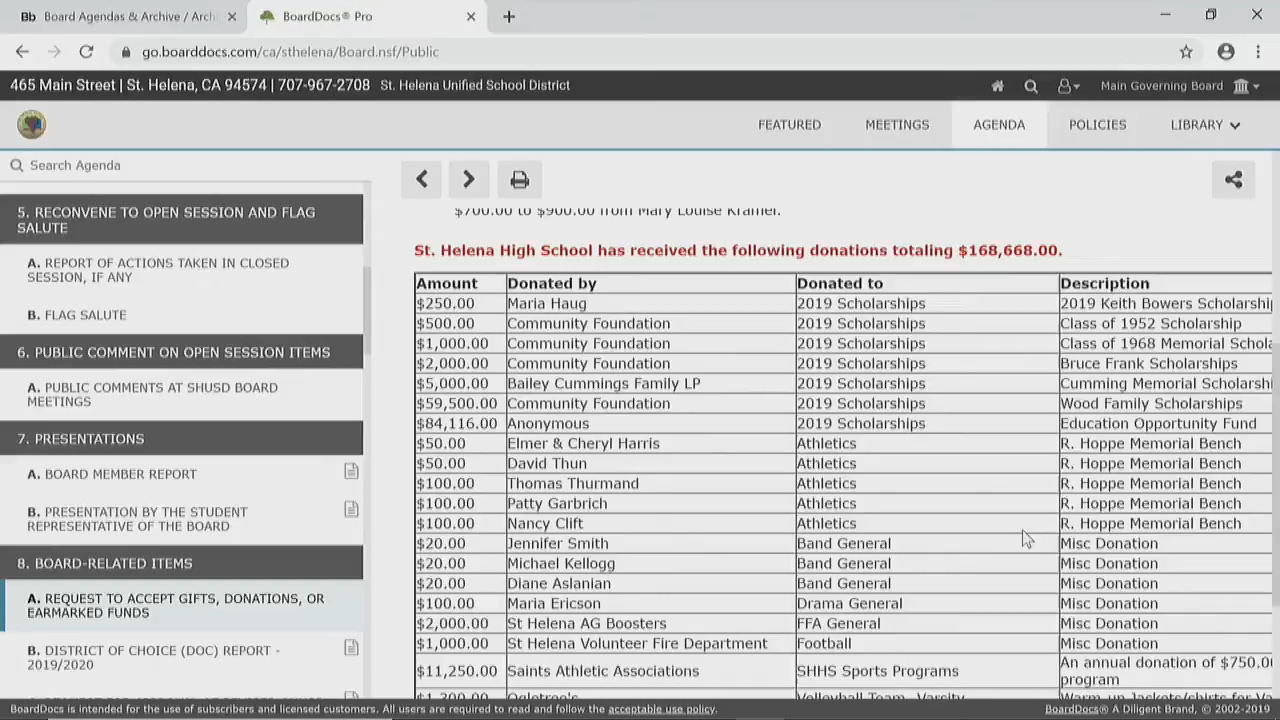 Bb Board Agendas & Archive / Arch
BoardDocs® Pro
go.boarddocs.com/ca/sthelena/Board.nsf/Public
465 Main Street | St. Helena, CA 94574 | 707-967-2708 St. Helena Unified School District
Main Governing Board
FEATURED MEETINGS AGENDA POLICIES LIBRARY
Search Agenda
5. RECONVENE TO OPEN SESSION AND FLAG
SALUTE
A. REPORT OF ACTIONS TAKEN IN CLOSED
SESSION, IF ANY
B. FLAG SALUTE
6. PUBLIC COMMENT ON OPEN SESSION ITEMS
A. PUBLIC COMMENTS AT SHUSD BOARD
MEETINGS
7. PRESENTATIONS
A. BOARD MEMBER REPORT
B. PRESENTATION BY THE STUDENT
REPRESENTATIVE OF THE BOARD
8. BOARD-RELATED ITEMS
A. REQUEST TO ACCEPT GIFTS, DONATIONS, OR
EARMARKED FUNDS
B. DISTRICT OF CHOICE (DOC) REPORT -
2019/2020
$700.00 to $900.00 from Mary Louise Kramer.
St. Helena High School has received the following donations totaling $168,668.00.
Amount Donated by Donated to Description
$250.00 Maria Haug 2019 Scholarships 2019 Keith Bowers Scholarship
$500.00 Community Foundation 2019 Scholarships Class of 1952 Scholarship
$1,000.00 Community Foundation 2019 Scholarships Class of 1968 Memorial Schola
$2,000.00 Community Foundation 2019 Scholarships Bruce Frank Scholarships
$5,000.00 Bailey Cummings Family LP 2019 Scholarships Cumming Memorial Scholarsh
$59,500.00 Community Foundation 2019 Scholarships Wood Family Scholarships
$84,116.00 Anonymous 2019 Scholarships Education Opportunity Fund
$50.00 Elmer & Cheryl Harris Athletics R. Hoppe Memorial Bench
$50.00 David Thun Athletics R. Hoppe Memorial Bench
$100.00 Thomas Thurmand Athletics R. Hoppe Memorial Bench
$100.00 Patty Garbrich Athletics R. Hoppe Memorial Bench
$100.00 Nancy Clift Athletics R. Hoppe Memorial Bench
$20.00 Jennifer Smith Band General Misc Donation
$20.00 Michael Kellogg Band General Misc Donation
$20.00 Diane Aslanian Band General Misc Donation
$100.00 Maria Ericson Drama General Misc Donation
$2,000.00 St Helena AG Boosters FFA General Misc Donation
$1,000.00 St Helena Volunteer Fire Department Football Misc Donation
$11,250.00 Saints Athletic Associations SHHS Sports Programs An annual donation of $750.0
program
Volleyball Team, Varsity
BoardDocs is intended for the use of subscribers and licensed customers. All users are required to read and follow the acceptable use policy.
BoardDocs® A Diligent Brand, © 2002-2019